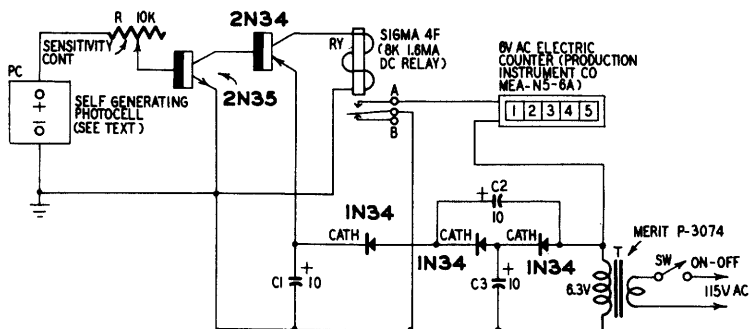 R 10K
2N34
SENSITIVITY
CONT
2N35
PC
+
−
SELF GENERATING
PHOTOCELL
(SEE TEXT)
RY
SIGMA 4F
(8K 1.6MA
DC RELAY)
A
B
6V AC ELECTRIC
COUNTER (PRODUCTION
INSTRUMENT CO
MEA-N5-6A)
1 2 3 4 5
+ C2
10
1N34
CATH
CATH
1N34
CATH
1N34
C1
+
10
C3
+
10
MERIT P-3074
T
6.3V
SW
ON-OFF
115V AC